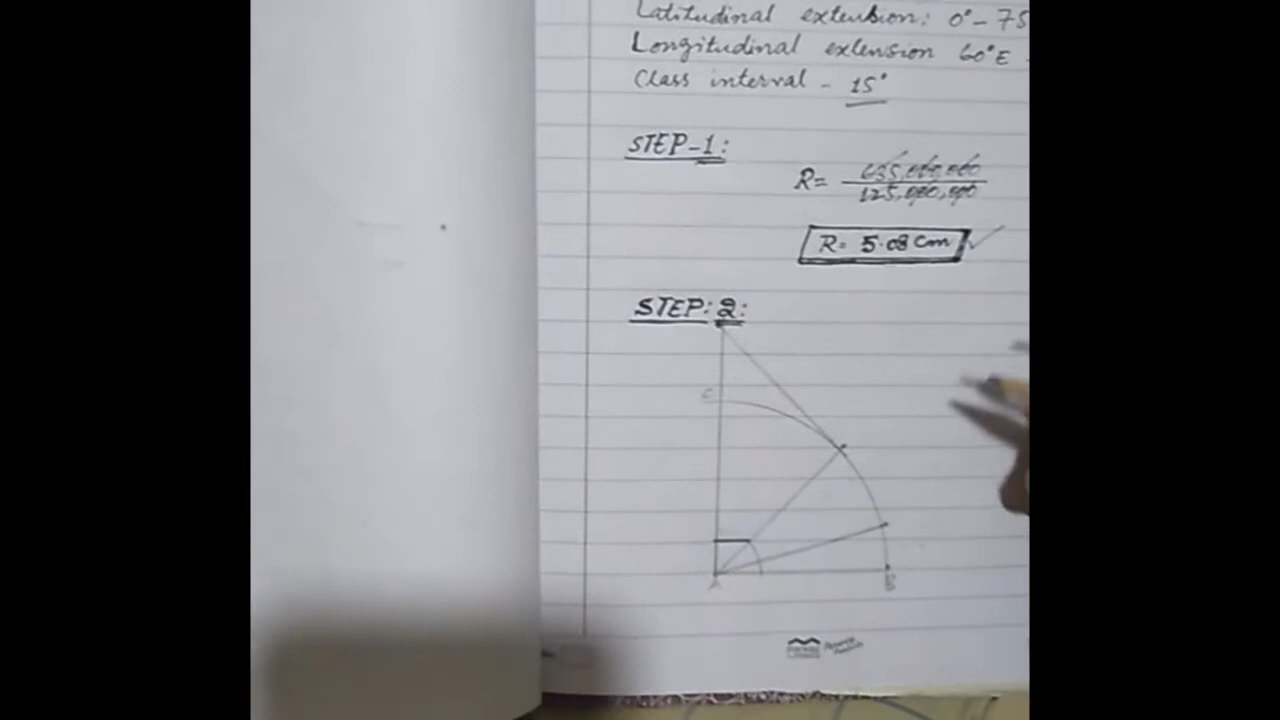 Latitudinal extension: 0° - 75
Longitudinal extension 60°E -
Class interval - 15°
STEP-1:
R= 635,000,000
125,000,000
R= 5.08 cm
STEP: 2:
C
A
B